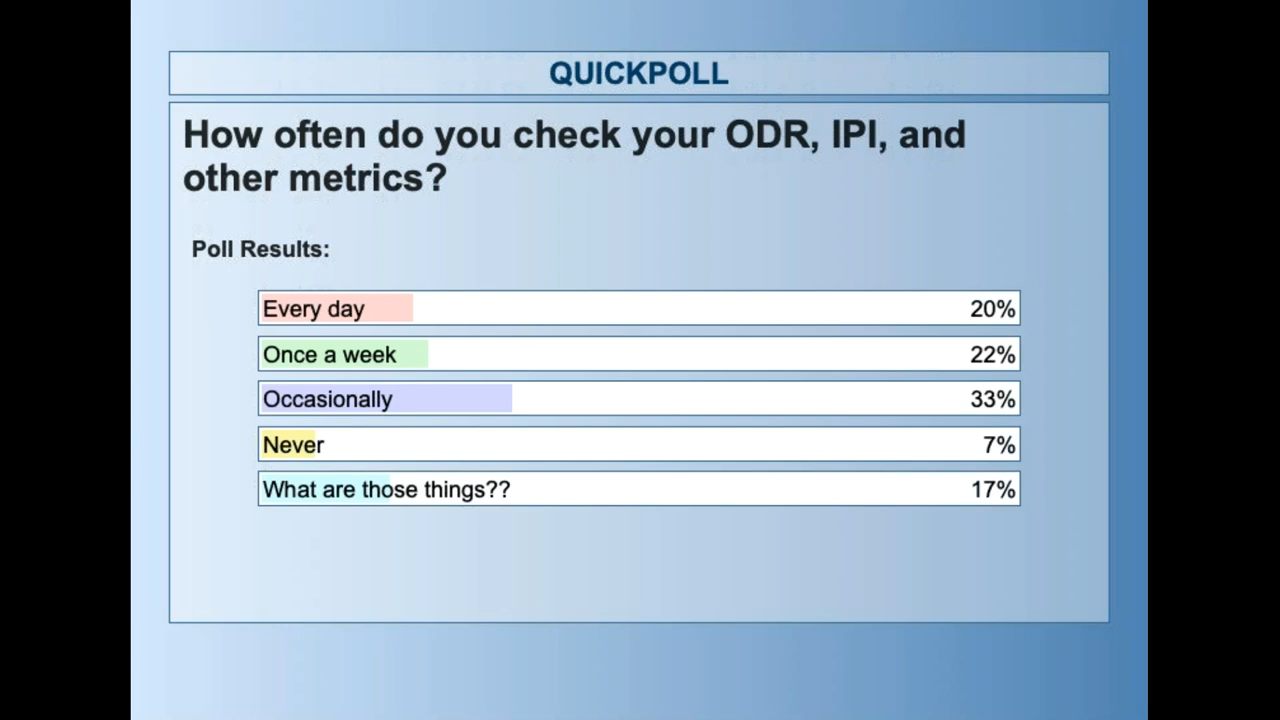 QUICKPOLL
How often do you check your ODR, IPI, and
other metrics?
Poll Results:
Every day 20%
Once a week 22%
Occasionally 33%
Never 7%
What are those things?? 17%